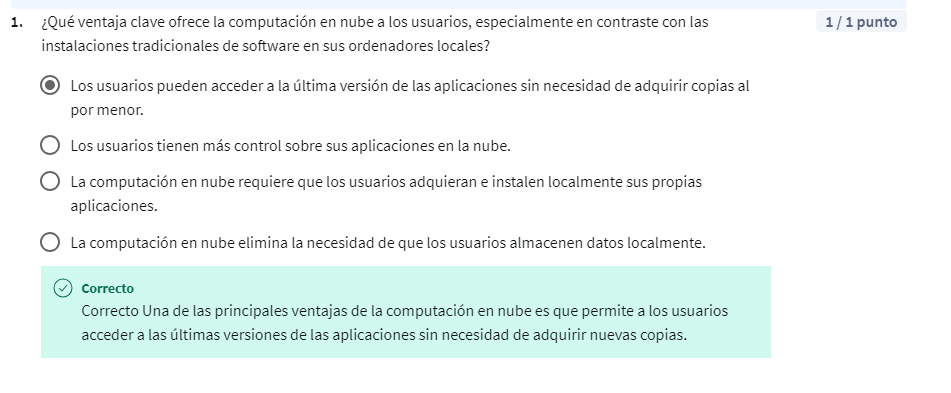 1. ¿Qué ventaja clave ofrece la computación en nube a los usuarios, especialmente en contraste con las
1 / 1 punto
instalaciones tradicionales de software en sus ordenadores locales?
Los usuarios pueden acceder a la última versión de las aplicaciones sin necesidad de adquirir copias al
por menor.
Los usuarios tienen más control sobre sus aplicaciones en la nube.
La computación en nube requiere que los usuarios adquieran e instalen localmente sus propias
aplicaciones.
La computación en nube elimina la necesidad de que los usuarios almacenen datos localmente.
Correcto
Correcto Una de las principales ventajas de la computación en nube es que permite a los usuarios
acceder a las últimas versiones de las aplicaciones sin necesidad de adquirir nuevas copias.